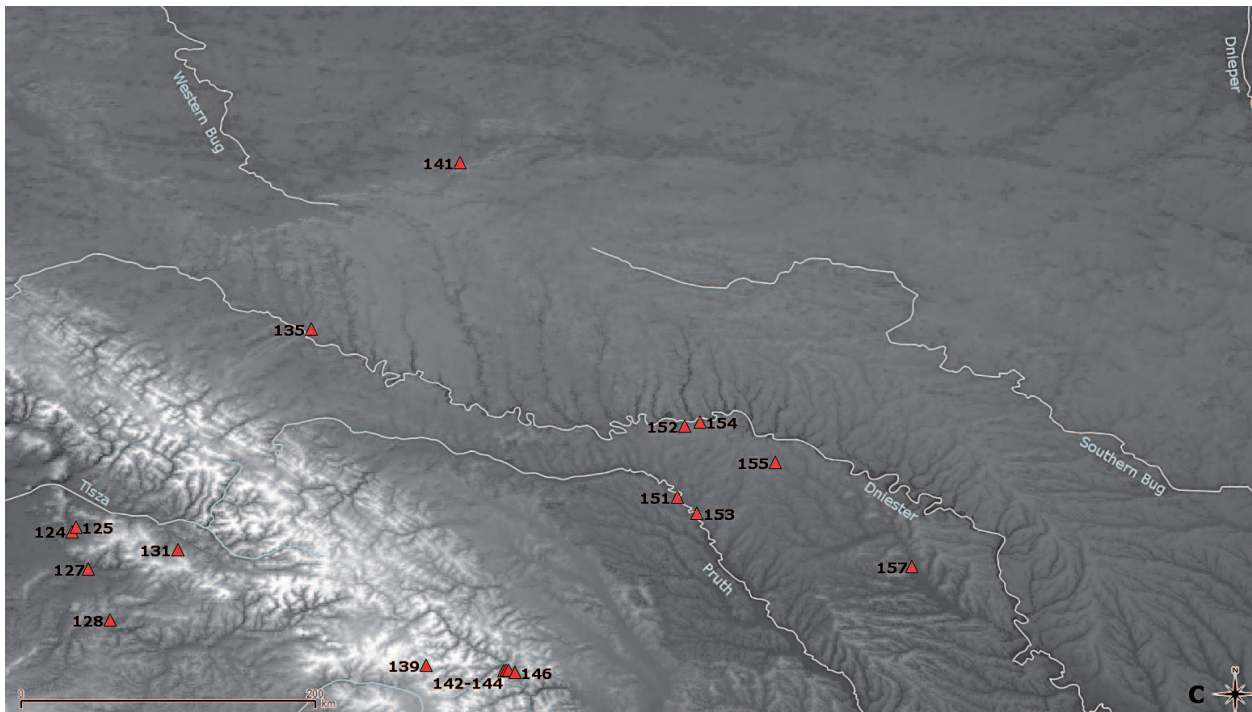 Dnieper
Western Bug
141
135
152
154
155
Southern Bug
Tisza
Dniester
151
153
124
125
131
127
157
Pruth
128
139
142-144
146
0
200
km
N
C